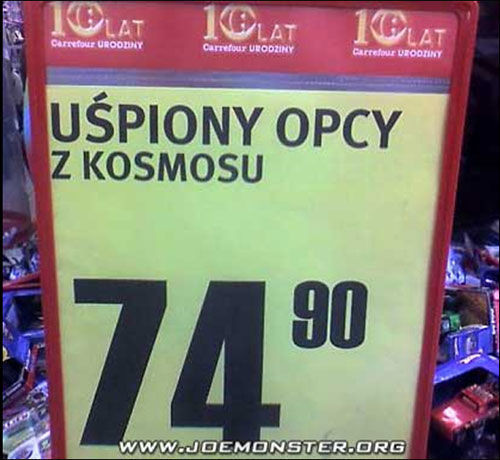 10 LAT 10 LAT 10 LAT
Carrefour URODZINY Carrefour URODZINY Carrefour URODZINY
UŚPIONY OPCY
Z KOSMOSU
74 90
WWW.JOEMONSTER.ORG